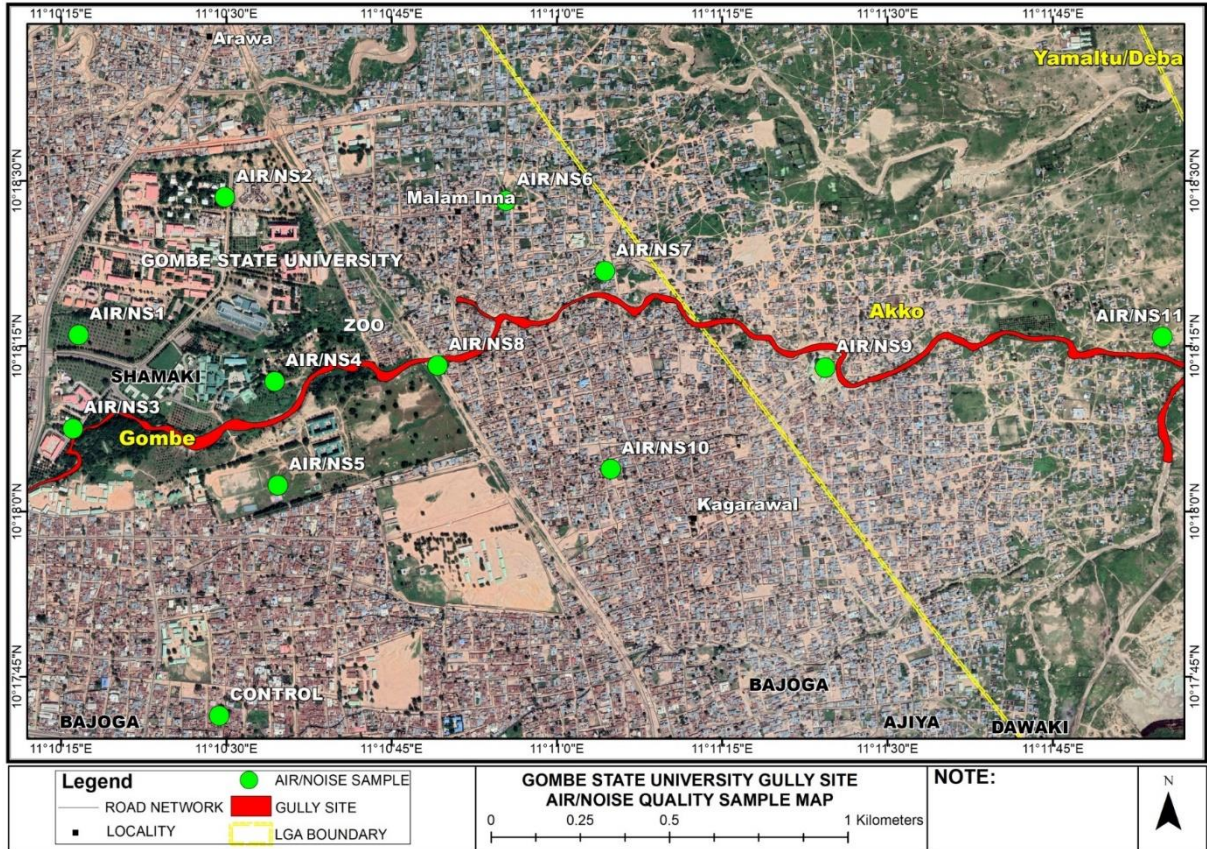 11°10'15"E 11°10'30"E 11°10'45"E 11°11'0"E 11°11'15"E 11°11'30"E 11°11'45"E
Arawa
Yamaltu/Deba
10°18'30"N 10°18'30"N
AIR/NS2
AIR/NS6
Malam Inna
GOMBE STATE UNIVERSITY
AIR/NS7
AIR/NS1
ZOO
Akko
AIR/NS11
10°18'15"N 10°18'15"N
AIR/NS8
AIR/NS9
SHAMAKI
AIR/NS4
AIR/NS3
Gombe
AIR/NS5
AIR/NS10
Kagarawal
10°18'0"N 10°18'0"N
10°17'45"N 10°17'45"N
CONTROL
BAJOGA
BAJOGA
AJIYA
DAWAKI
11°10'15"E 11°10'30"E 11°10'45"E 11°11'0"E 11°11'15"E 11°11'30"E 11°11'45"E
Legend
ROAD NETWORK
LOCALITY
AIR/NOISE SAMPLE
GULLY SITE
LGA BOUNDARY
GOMBE STATE UNIVERSITY GULLY SITE
AIR/NOISE QUALITY SAMPLE MAP
0 0.25 0.5 1 Kilometers
NOTE:
N